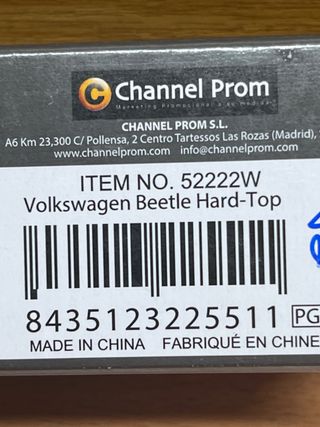 Channel Prom
Marketing Promocional a su medida
CHANNEL PROM S.L.
A6 Km 23,300 C/ Pollensa, 2 Centro Tartessos Las Rozas (Madrid),
www.channelprom.com info@channelprom.com
ITEM NO. 52222W
Volkswagen Beetle Hard-Top
8435123225511 PG
MADE IN CHINA FABRIQUÉ EN CHINE